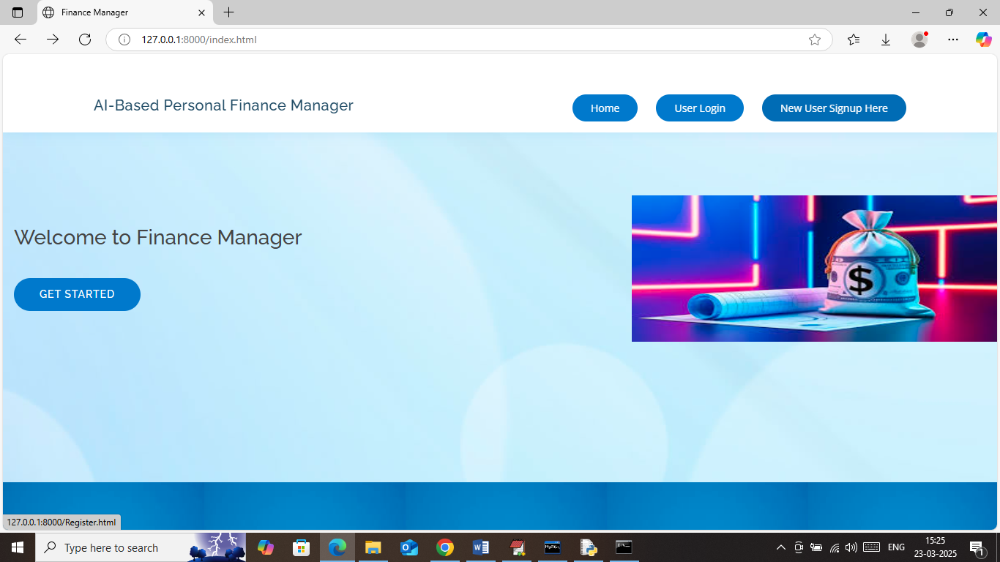 Finance Manager
127.0.0.1:8000/index.html
AI-Based Personal Finance Manager
Home
User Login
New User Signup Here
Welcome to Finance Manager
GET STARTED
$
127.0.0.1:8000/Register.html
Type here to search
ENG
15:25
23-03-2025
1